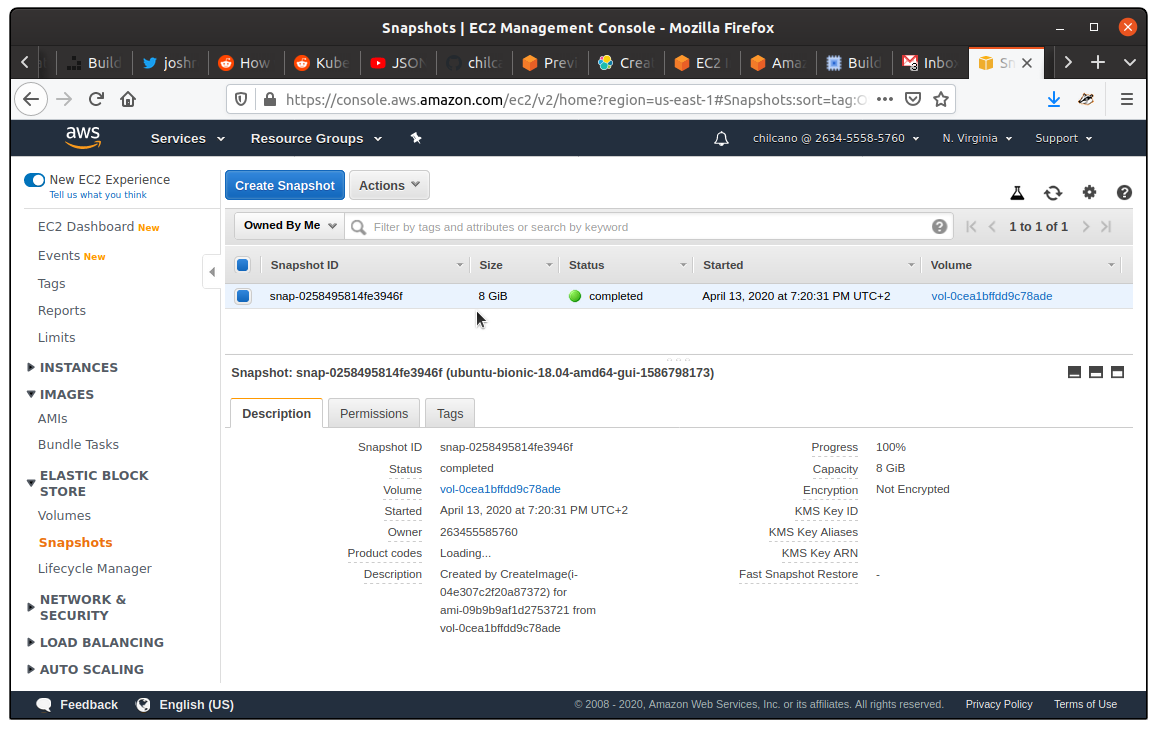 Snapshots | EC2 Management Console - Mozilla Firefox
Build joshr How Kube JSON chilca Previ Crea EC2 Ama Build Inbo Sn
https://console.aws.amazon.com/ec2/v2/home?region=us-east-1#Snapshots:sort=tag:
aws Services Resource Groups chilcano @ 2634-5558-5760 N. Virginia Support
New EC2 Experience
Tell us what you think
EC2 Dashboard New
Events New
Tags
Reports
Limits
INSTANCES
IMAGES
AMIs
Bundle Tasks
ELASTIC BLOCK
STORE
Volumes
Snapshots
Lifecycle Manager
NETWORK &
SECURITY
LOAD BALANCING
AUTO SCALING
Create Snapshot Actions
Owned By Me Filter by tags and attributes or search by keyword 1 to 1 of 1
Snapshot ID Size Status Started Volume
snap-0258495814fe3946f 8 GiB completed April 13, 2020 at 7:20:31 PM UTC+2 vol-0cea1bffdd9c78ade
Snapshot: snap-0258495814fe3946f (ubuntu-bionic-18.04-amd64-gui-1586798173)
Description Permissions Tags
Snapshot ID snap-0258495814fe3946f Progress 100%
Status completed Capacity 8 GiB
Volume vol-0cea1bffdd9c78ade Encryption Not Encrypted
Started April 13, 2020 at 7:20:31 PM UTC+2 KMS Key ID
Owner 263455585760 KMS Key Aliases
Product codes Loading... KMS Key ARN
Description Created by CreateImage(i- Fast Snapshot Restore -
04e307c2f20a87372) for
ami-09b9b9af1d2753721 from
vol-0cea1bffdd9c78ade
Feedback English (US) © 2008 - 2020, Amazon Web Services, Inc. or its affiliates. All rights reserved. Privacy Policy Terms of Use